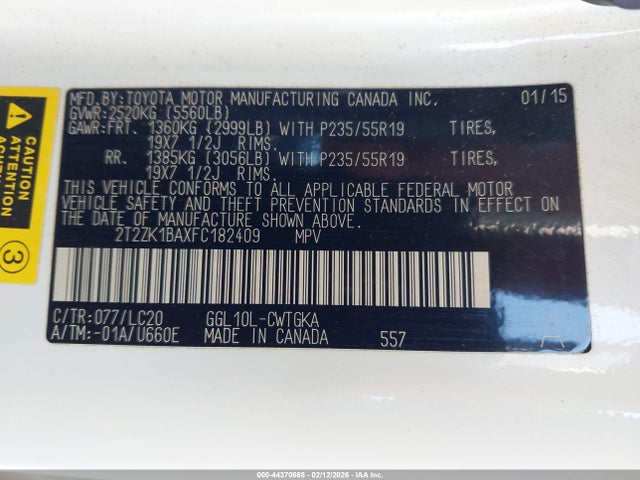 MFD.BY:TOYOTA MOTOR MANUFACTURING CANADA INC. 01/15
GVWR:2520KG (5560LB)
GAWR:FRT. 1360KG (2999LB) WITH P235/55R19 TIRES,
19X7 1/2J RIMS.
RR. 1385KG (3056LB) WITH P235/55R19 TIRES,
19X7 1/2J RIMS.
THIS VEHICLE CONFORMS TO ALL APPLICABLE FEDERAL MOTOR
VEHICLE SAFETY AND THEFT PREVENTION STANDARDS IN EFFECT ON
THE DATE OF MANUFACTURE SHOWN ABOVE.
2T2ZK1BAXFC182409 MPV
C/TR:077/LC20 GGL10L-CWTGKA
A/TM:-01A/U660E MADE IN CANADA 557 A
CAUTION
ATTENTION
3
000-44370668 - 02/12/2026 - IAA Inc.